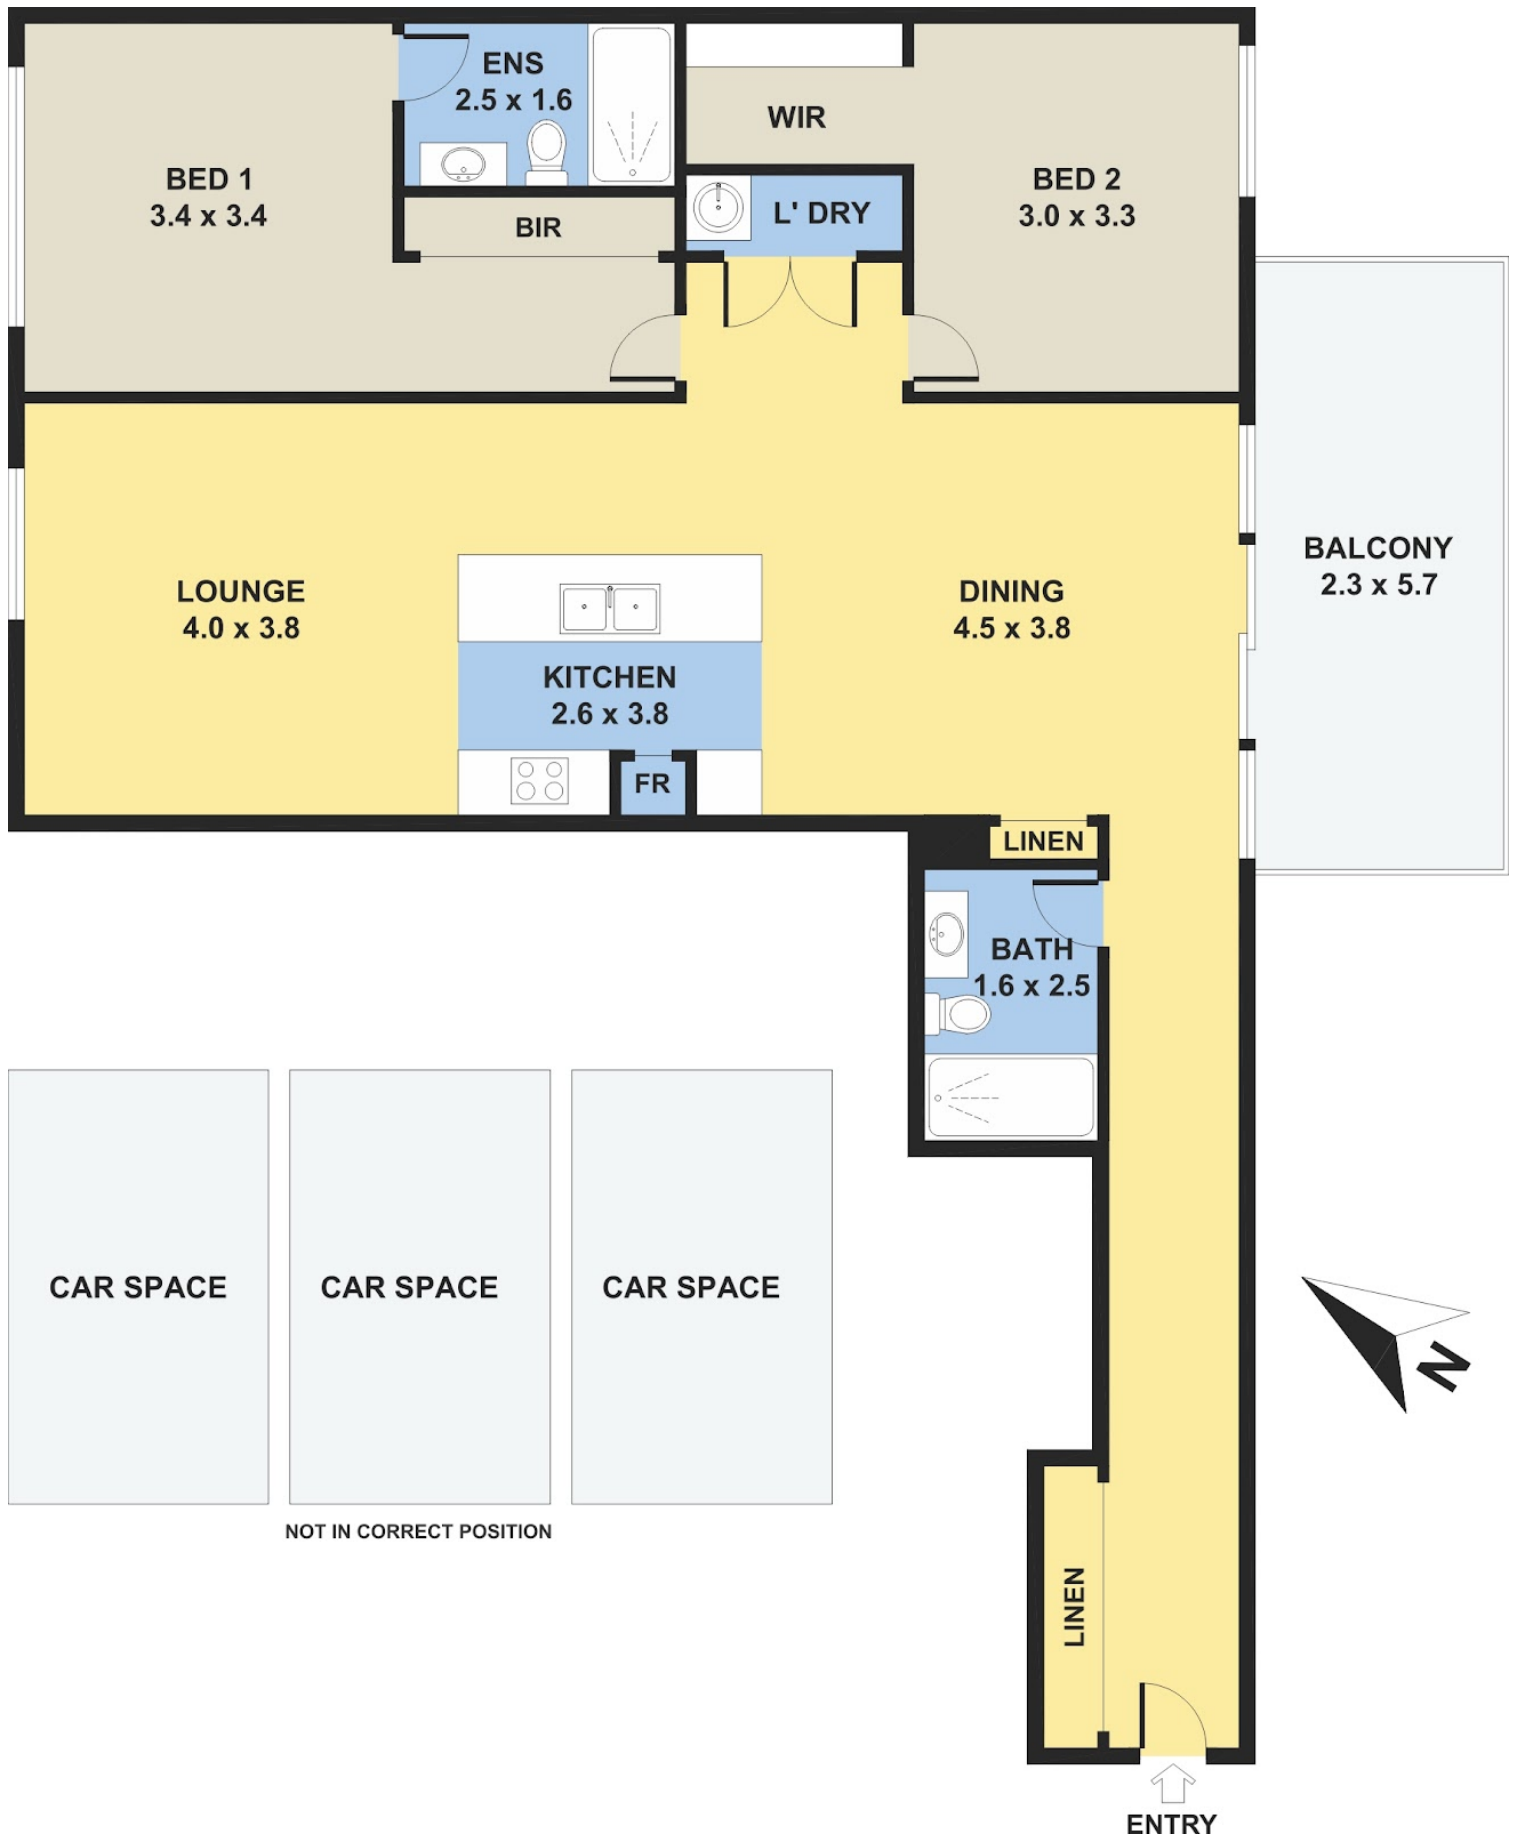 ENS
2.5 x 1.6
WIR
BED 1
3.4 x 3.4
BED 2
3.0 x 3.3
L' DRY
BIR
BALCONY
2.3 x 5.7
LOUNGE
4.0 x 3.8
DINING
4.5 x 3.8
KITCHEN
2.6 x 3.8
FR
LINEN
BATH
1.6 x 2.5
CAR SPACE
CAR SPACE
CAR SPACE
N
NOT IN CORRECT POSITION
LINEN
ENTRY